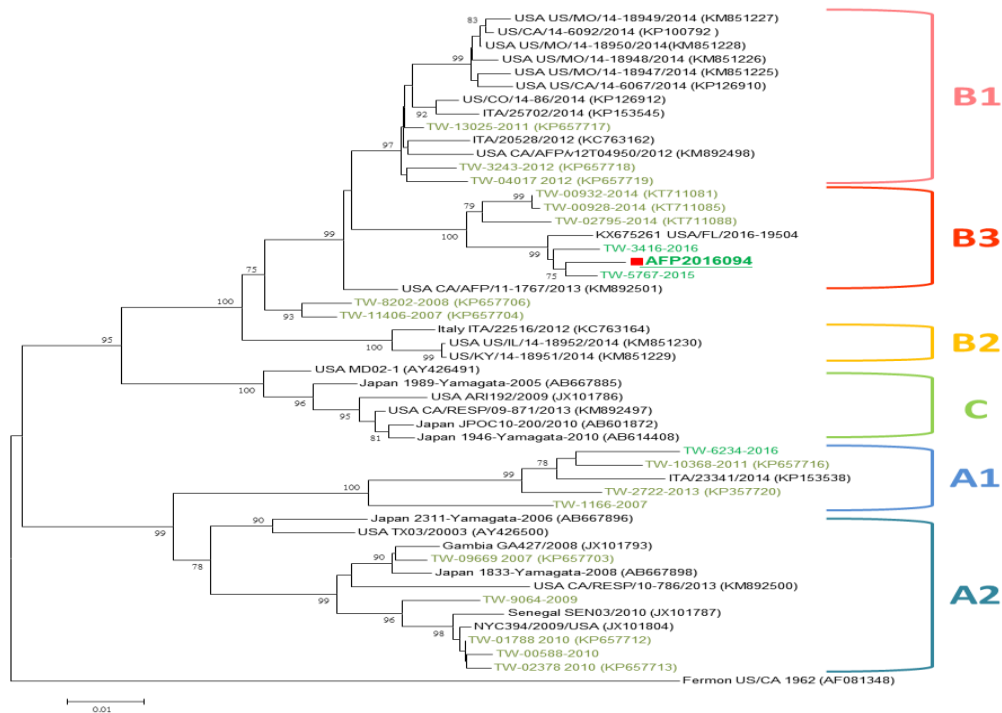 83
USA US/MO/14-18949/2014 (KM851227)
US/CA/14-6092/2014 (KP100792 )
USA US/MO/14-18950/2014(KM851228)
99
USA US/MO/14-18948/2014 (KM851226)
USA US/MO/14-18947/2014 (KM851225)
USA US/CA/14-6067/2014 (KP126910)
B1
US/CO/14-86/2014 (KP126912)
92
ITA/25702/2014 (KP153545)
TW-13025-2011 (KP657717)
97
ITA/20528/2012 (KC763162)
USA CA/AFP/v12T04950/2012 (KM892498)
TW-3243-2012 (KP657718)
TW-04017 2012 (KP657719)
99
TW-00932-2014 (KT711081)
79
TW-00928-2014 (KT711085)
TW-02795-2014 (KT711088)
99
100
KX675261 USA/FL/2016-19504
B3
99
TW-3416-2016
AFP2016094
75
75
TW-5767-2015
USA CA/AFP/11-1767/2013 (KM892501)
100
TW-8202-2008 (KP657706)
93
TW-11406-2007 (KP657704)
Italy ITA/22516/2012 (KC763164)
100
USA US/IL/14-18952/2014 (KM851230)
B2
95
99
US/KY/14-18951/2014 (KM851229)
USA MD02-1 (AY426491)
100
Japan 1989-Yamagata-2005 (AB667885)
96
USA ARI192/2009 (JX101786)
95
USA CA/RESP/09-871/2013 (KM892497)
C
Japan JPOC10-200/2010 (AB601872)
81
Japan 1946-Yamagata-2010 (AB614408)
TW-6234-2016
78
TW-10368-2011 (KP657716)
99
ITA/23341/2014 (KP153538)
A1
100
TW-2722-2013 (KP357720)
TW-1166-2007
99
90
Japan 2311-Yamagata-2006 (AB667896)
USA TX03/20003 (AY426500)
78
Gambia GA427/2008 (JX101793)
90
TW-09669 2007 (KP657703)
Japan 1833-Yamagata-2008 (AB667898)
USA CA/RESP/10-786/2013 (KM892500)
99
TW-9064-2009
A2
96
Senegal SEN03/2010 (JX101787)
98
NYC394/2009/USA (JX101804)
TW-01788 2010 (KP657712)
TW-00588-2010
TW-02378 2010 (KP657713)
Fermon US/CA 1962 (AF081348)
0.01